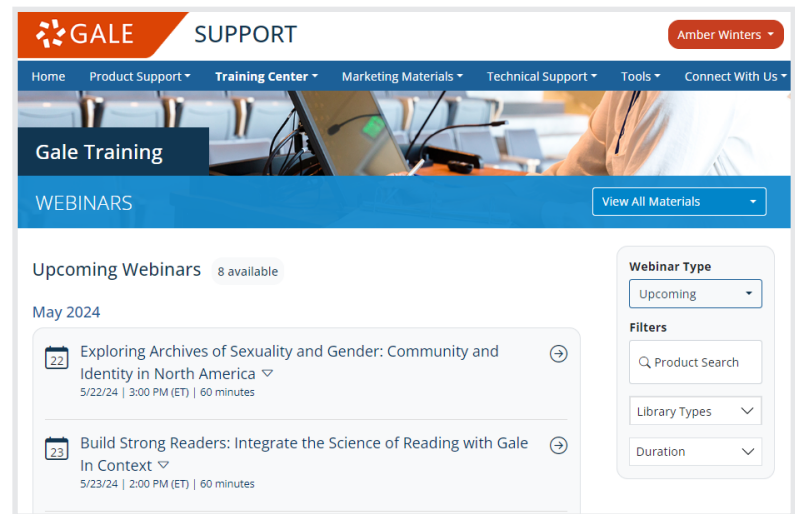 GALE SUPPORT Amber Winters
Home Product Support Training Center Marketing Materials Technical Support Tools Connect With Us
Gale Training
WEBINARS View All Materials
Upcoming Webinars 8 available
May 2024
22 Exploring Archives of Sexuality and Gender: Community and
Identity in North America
5/22/24 | 3:00 PM (ET) | 60 minutes
23 Build Strong Readers: Integrate the Science of Reading with Gale
In Context
5/23/24 | 2:00 PM (ET) | 60 minutes
Webinar Type
Upcoming
Filters
Product Search
Library Types
Duration